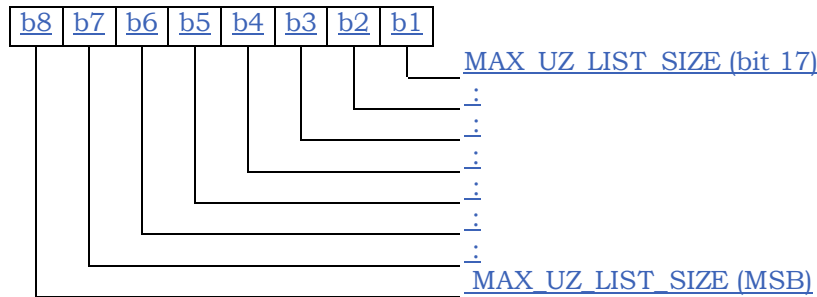 b8 b7 b6 b5 b4 b3 b2 b1
MAX_UZ_LIST_SIZE (bit 17)
:
:
:
:
:
:
MAX_UZ_LIST_SIZE (MSB)